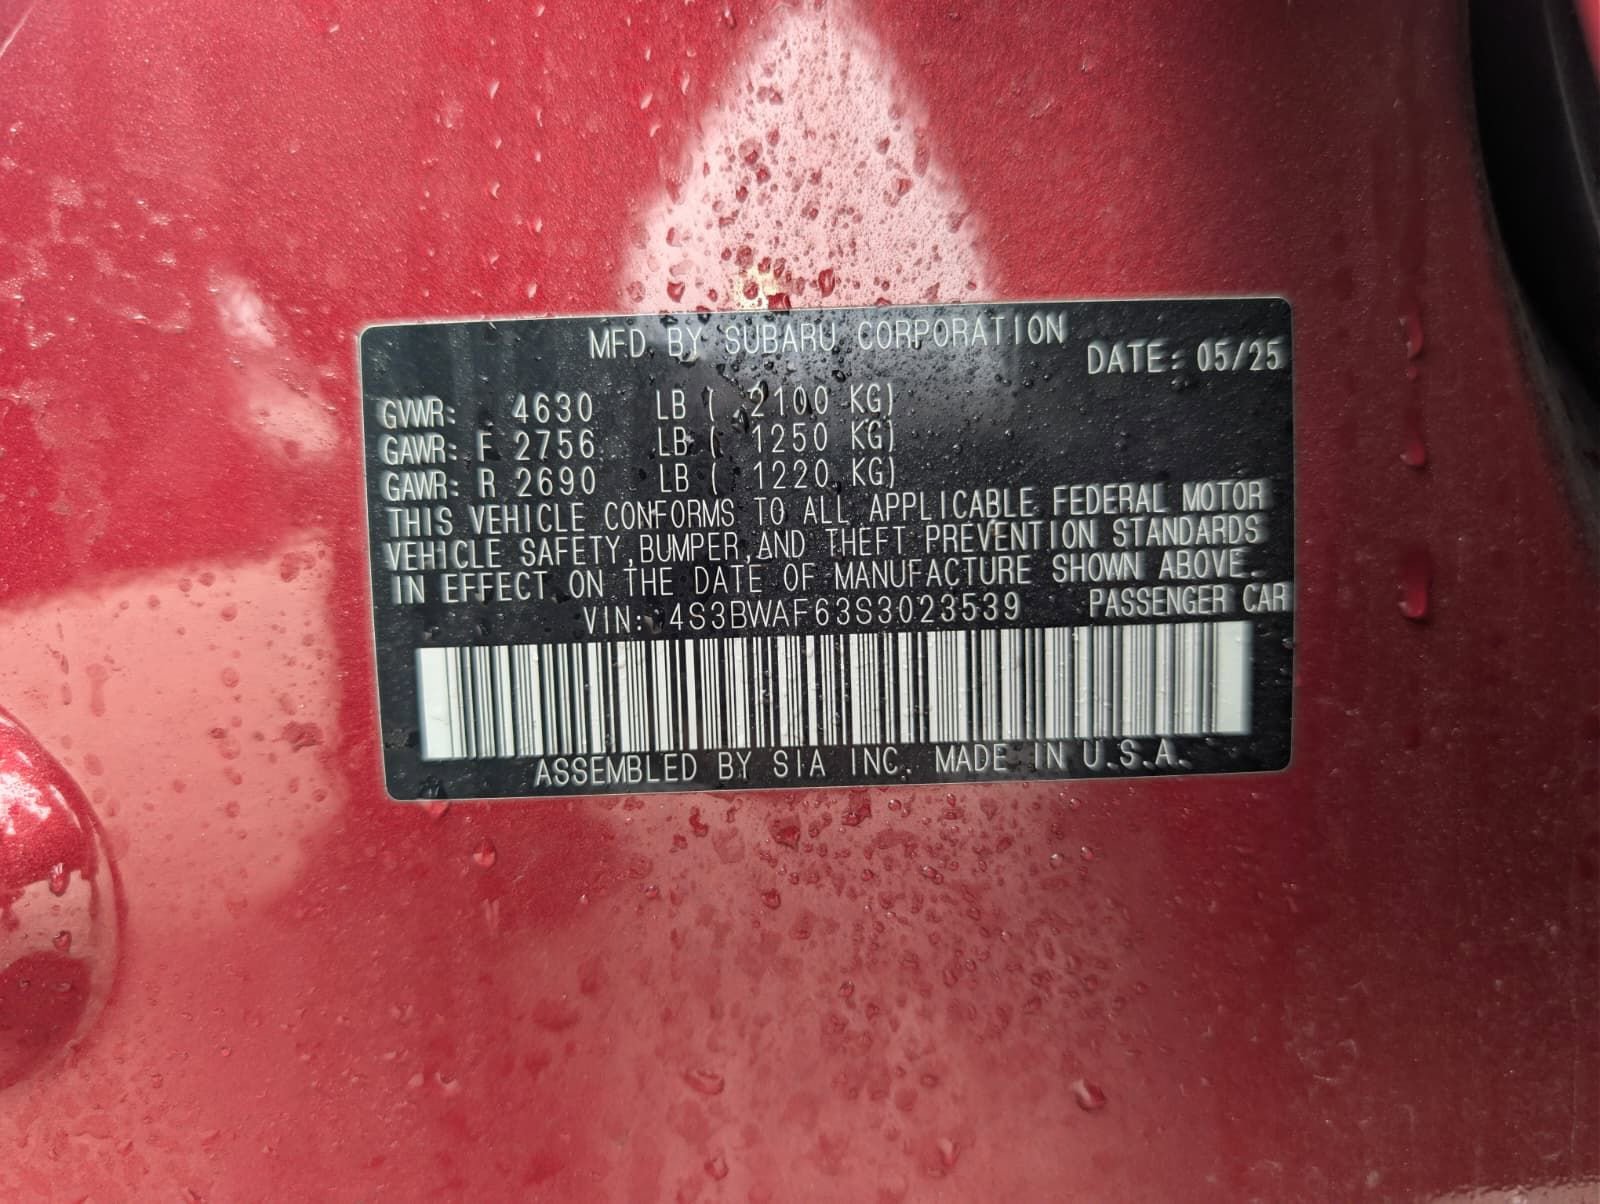 MFD BY SUBARU CORPORATION
DATE: 05/25
GVWR: 4630 LB ( 2100 KG)
GAWR: F 2756 LB ( 1250 KG)
GAWR: R 2690 LB ( 1220 KG)
THIS VEHICLE CONFORMS TO ALL APPLICABLE FEDERAL MOTOR
VEHICLE SAFETY, BUMPER, AND THEFT PREVENTION STANDARDS
IN EFFECT ON THE DATE OF MANUFACTURE SHOWN ABOVE.
VIN: 4S3BWAF63S3023539 PASSENGER CAR
ASSEMBLED BY SIA INC. MADE IN U.S.A.